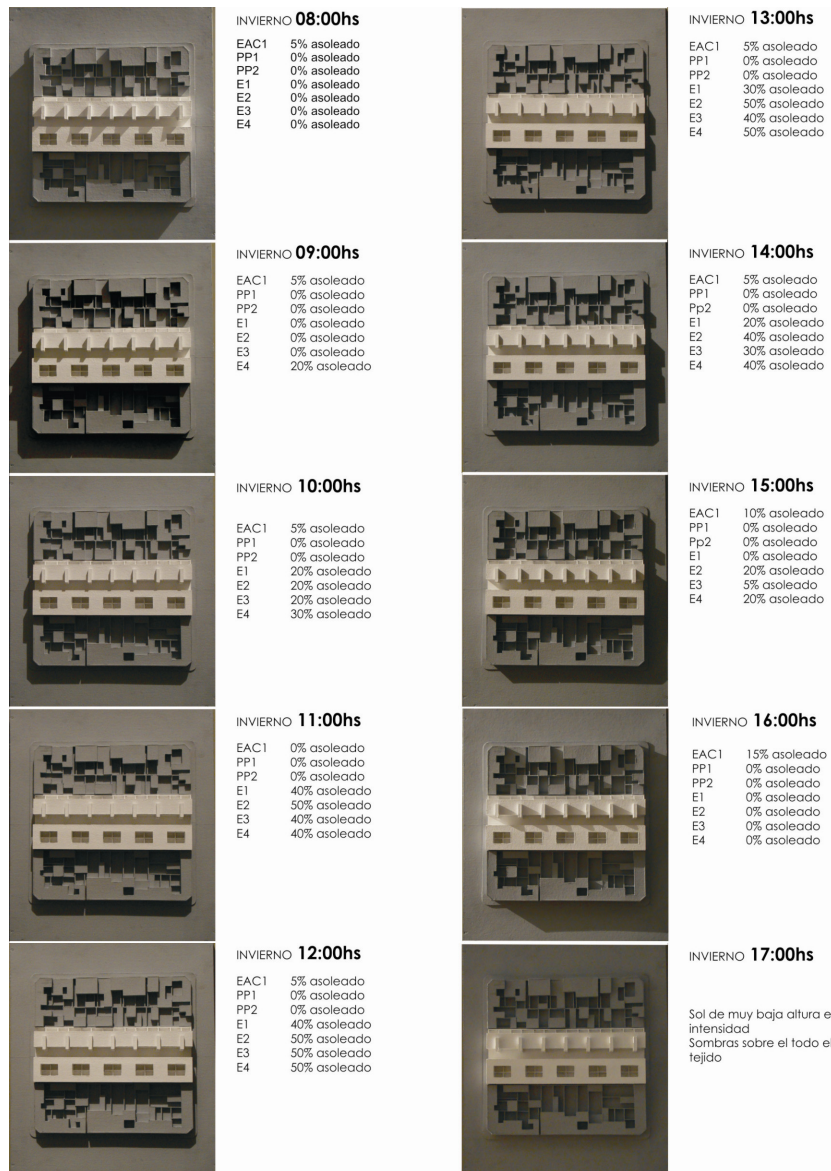 INVIERNO 08:00hs
EAC1 5% asoleado
PP1 0% asoleado
PP2 0% asoleado
E1 0% asoleado
E2 0% asoleado
E3 0% asoleado
E4 0% asoleado
INVIERNO 09:00hs
EAC1 5% asoleado
PP1 0% asoleado
PP2 0% asoleado
E1 0% asoleado
E2 0% asoleado
E3 0% asoleado
E4 20% asoleado
INVIERNO 10:00hs
EAC1 5% asoleado
PP1 0% asoleado
PP2 0% asoleado
E1 20% asoleado
E2 20% asoleado
E3 20% asoleado
E4 30% asoleado
INVIERNO 11:00hs
EAC1 0% asoleado
PP1 0% asoleado
PP2 0% asoleado
E1 40% asoleado
E2 50% asoleado
E3 40% asoleado
E4 40% asoleado
INVIERNO 12:00hs
EAC1 5% asoleado
PP1 0% asoleado
PP2 0% asoleado
E1 40% asoleado
E2 50% asoleado
E3 50% asoleado
E4 50% asoleado
INVIERNO 13:00hs
EAC1 5% asoleado
PP1 0% asoleado
PP2 0% asoleado
E1 30% asoleado
E2 50% asoleado
E3 40% asoleado
E4 50% asoleado
INVIERNO 14:00hs
EAC1 5% asoleado
PP1 0% asoleado
Pp2 0% asoleado
E1 20% asoleado
E2 40% asoleado
E3 30% asoleado
E4 40% asoleado
INVIERNO 15:00hs
EAC1 10% asoleado
PP1 0% asoleado
Pp2 0% asoleado
E1 0% asoleado
E2 20% asoleado
E3 5% asoleado
E4 20% asoleado
INVIERNO 16:00hs
EAC1 15% asoleado
PP1 0% asoleado
PP2 0% asoleado
E1 0% asoleado
E2 0% asoleado
E3 0% asoleado
E4 0% asoleado
INVIERNO 17:00hs
Sol de muy baja altura e
intensidad
Sombras sobre el todo el
tejido